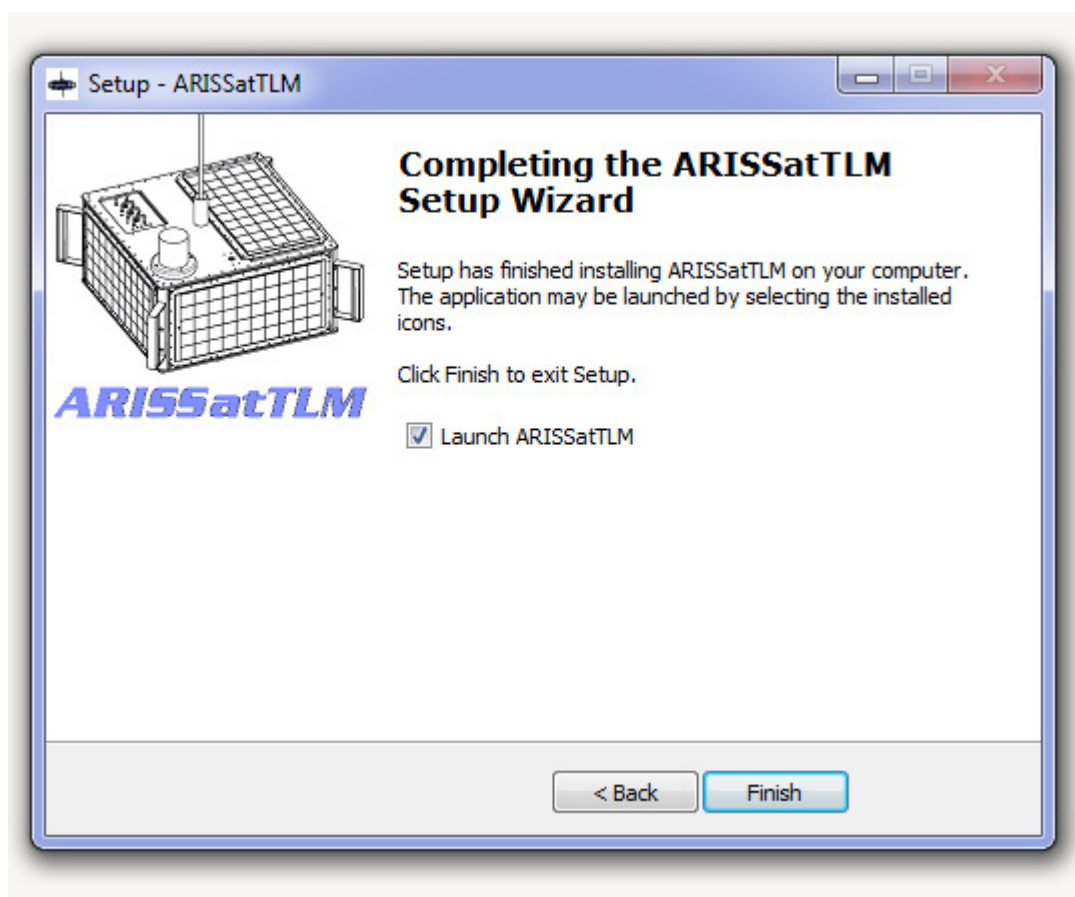 Setup - ARISSatTLM
Completing the ARISSatTLM
Setup Wizard
Setup has finished installing ARISSatTLM on your computer.
The application may be launched by selecting the installed
icons.
Click Finish to exit Setup.
ARISSatTLM
Launch ARISSatTLM
< Back
Finish